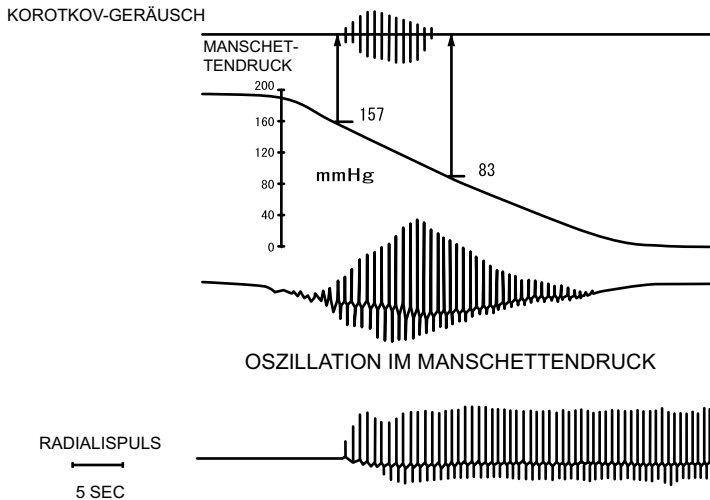 KOROTKOV-GERÄUSCH
MANSCHET-
TENDRUCK
200
160
120
80
40
0
157
83
mmHg
OSZILLATION IM MANSCHETTENDRUCK
RADIALISPULS
5 SEC